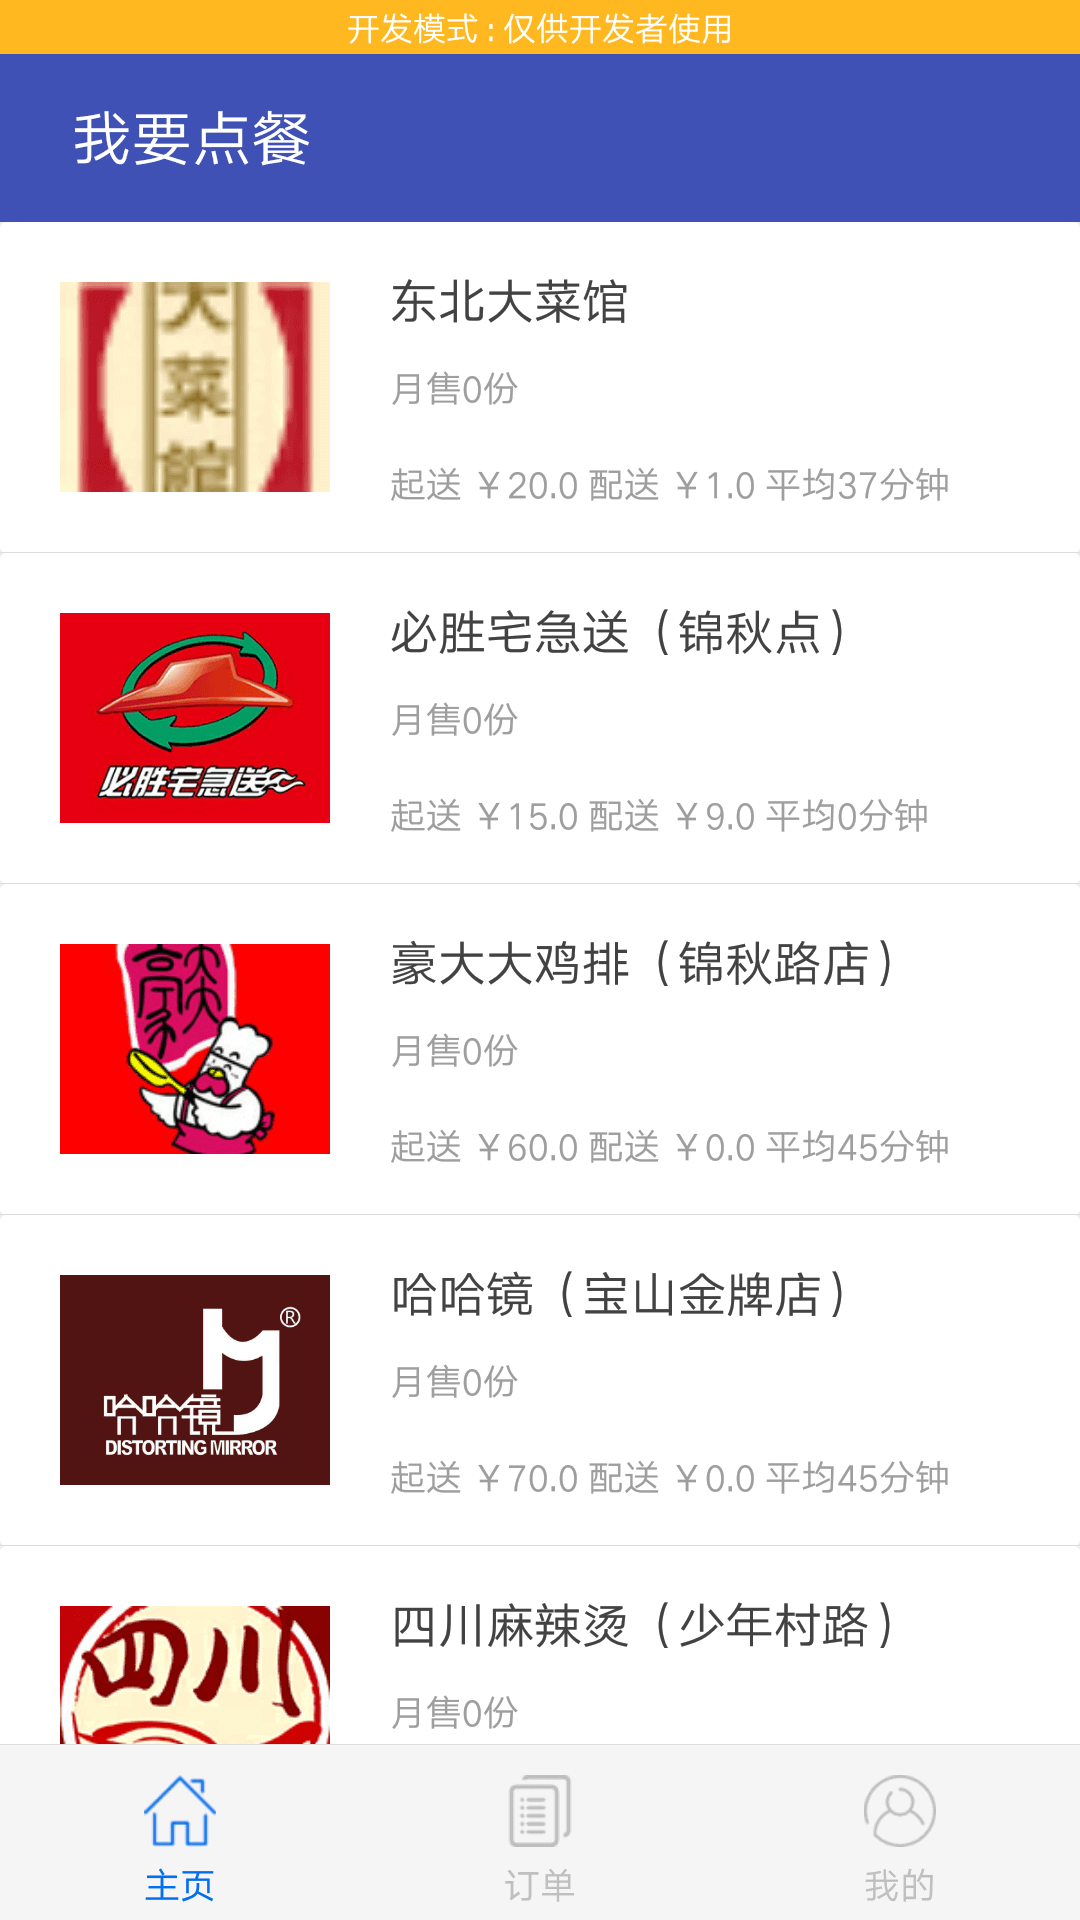 开发模式 : 仅供开发者使用
我要点餐
大
菜
館
东北大菜馆
月售0份
起送 ￥20.0 配送 ￥1.0 平均37分钟
必胜宅急送
必胜宅急送（锦秋点）
月售0份
起送 ￥15.0 配送 ￥9.0 平均0分钟
豪大大
豪大大鸡排（锦秋路店）
月售0份
起送 ￥60.0 配送 ￥0.0 平均45分钟
®
哈哈镜
DISTORTING MIRROR
哈哈镜（宝山金牌店）
月售0份
起送 ￥70.0 配送 ￥0.0 平均45分钟
四川
四川麻辣烫（少年村路）
月售0份
主页
订单
我的